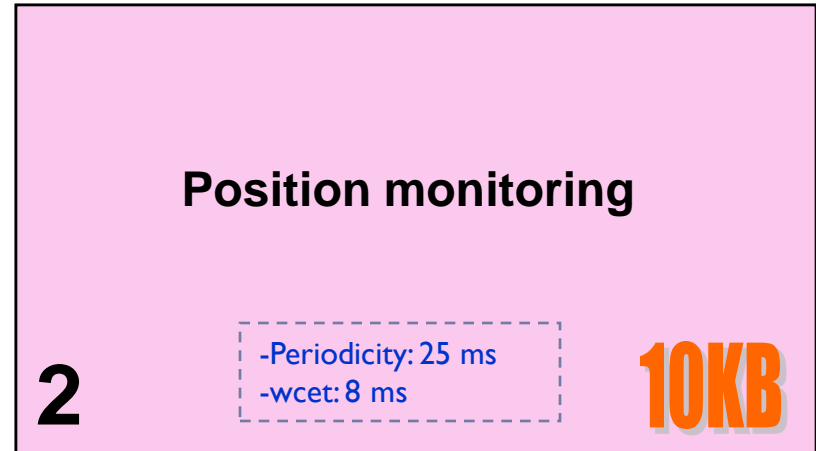 Position monitoring
-Periodicity: 25 ms
-wcet: 8 ms
2
10KB